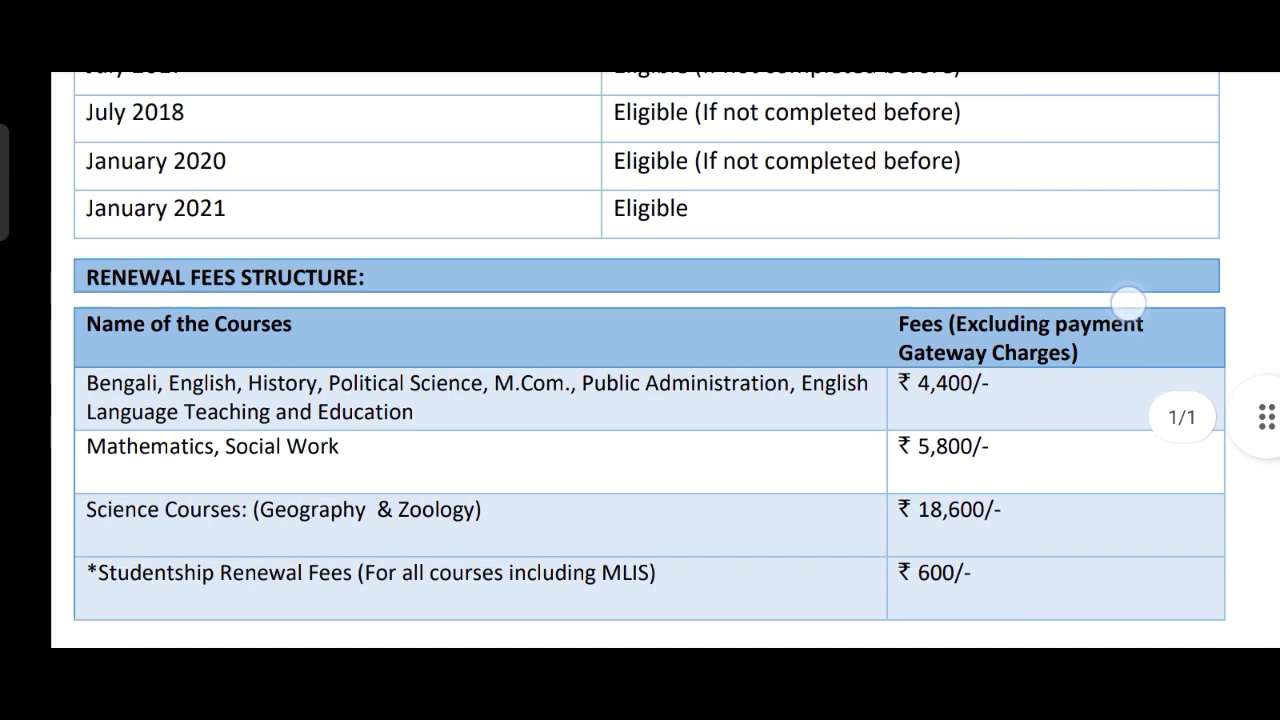 July 2018
Eligible (If not completed before)
January 2020
Eligible (If not completed before)
January 2021
Eligible
RENEWAL FEES STRUCTURE:
Name of the Courses
Fees (Excluding payment
Gateway Charges)
Bengali, English, History, Political Science, M.Com., Public Administration, English
Language Teaching and Education
₹ 4,400/-
1/1
Mathematics, Social Work
₹ 5,800/-
Science Courses: (Geography & Zoology)
₹ 18,600/-
*Studentship Renewal Fees (For all courses including MLIS)
₹ 600/-